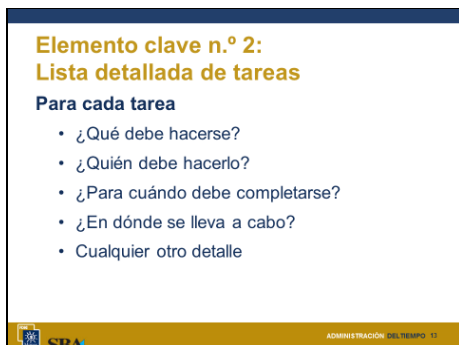 Elemento clave n.º 2:
Lista detallada de tareas
Para cada tarea
• ¿Qué debe hacerse?
• ¿Quién debe hacerlo?
• ¿Para cuándo debe completarse?
• ¿En dónde se lleva a cabo?
• Cualquier otro detalle
SBA
ADMINISTRACIÓN DEL TIEMPO 13